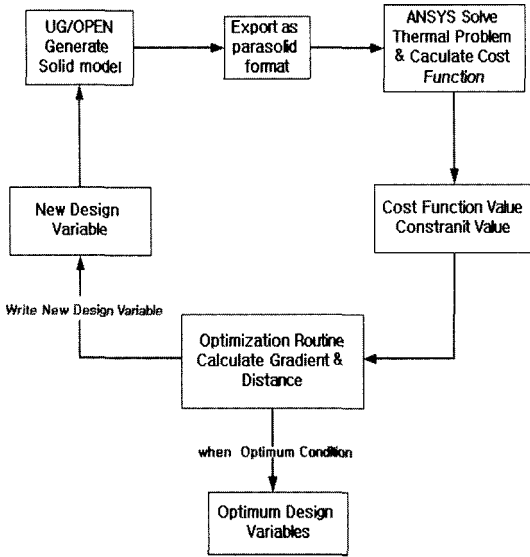 UG/OPEN
Generate
Solid model
Export as
parasolid
format
ANSYS Solve
Thermal Problem
& Caculate Cost
Function
New Design
Variable
Cost Function Value
Constranit Value
Write New Design Variable
Optimization Routine
Calculate Gradient &
Distance
when Optimum Condition
Optimum Design
Variables